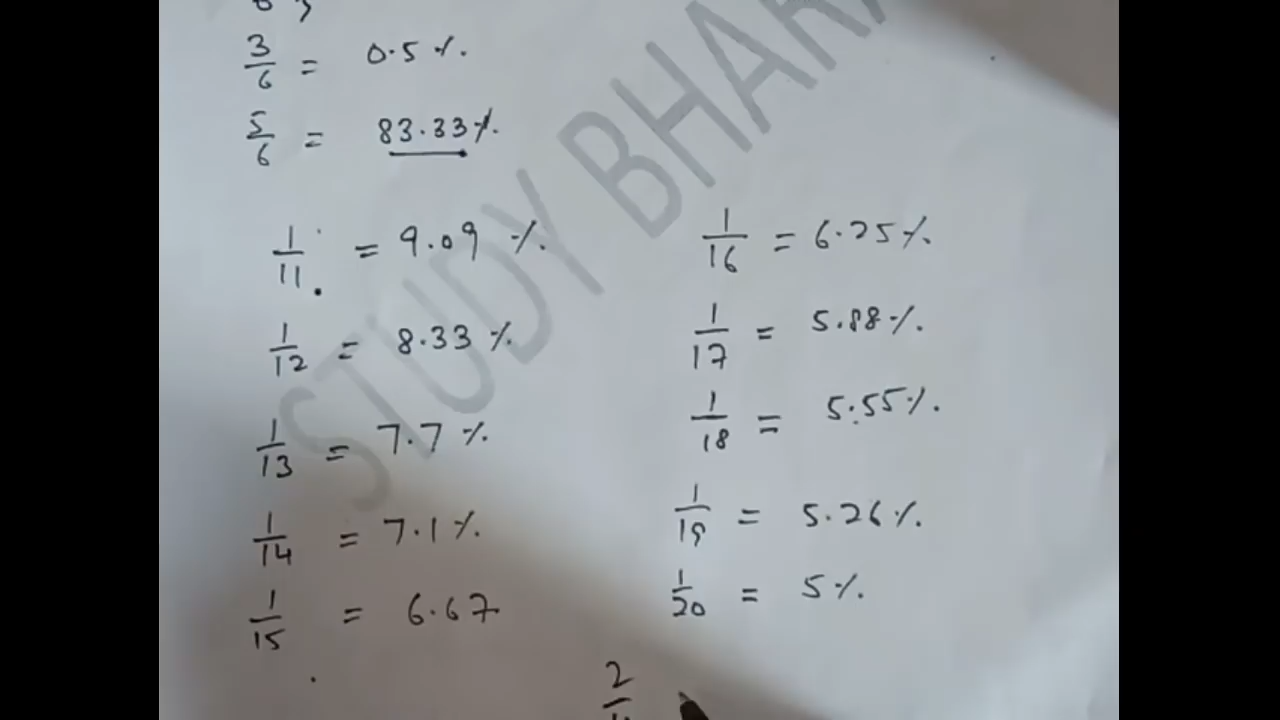 3/6 = 0.5 %
5/6 = 83.33%
1/11 = 9.09 %
1/12 = 8.33 %
1/13 = 7.7 %
1/14 = 7.1 %
1/15 = 6.67
1/16 = 6.25%
1/17 = 5.88%
1/18 = 5.55%
1/19 = 5.26%
1/20 = 5%
2
STUDY BHARA